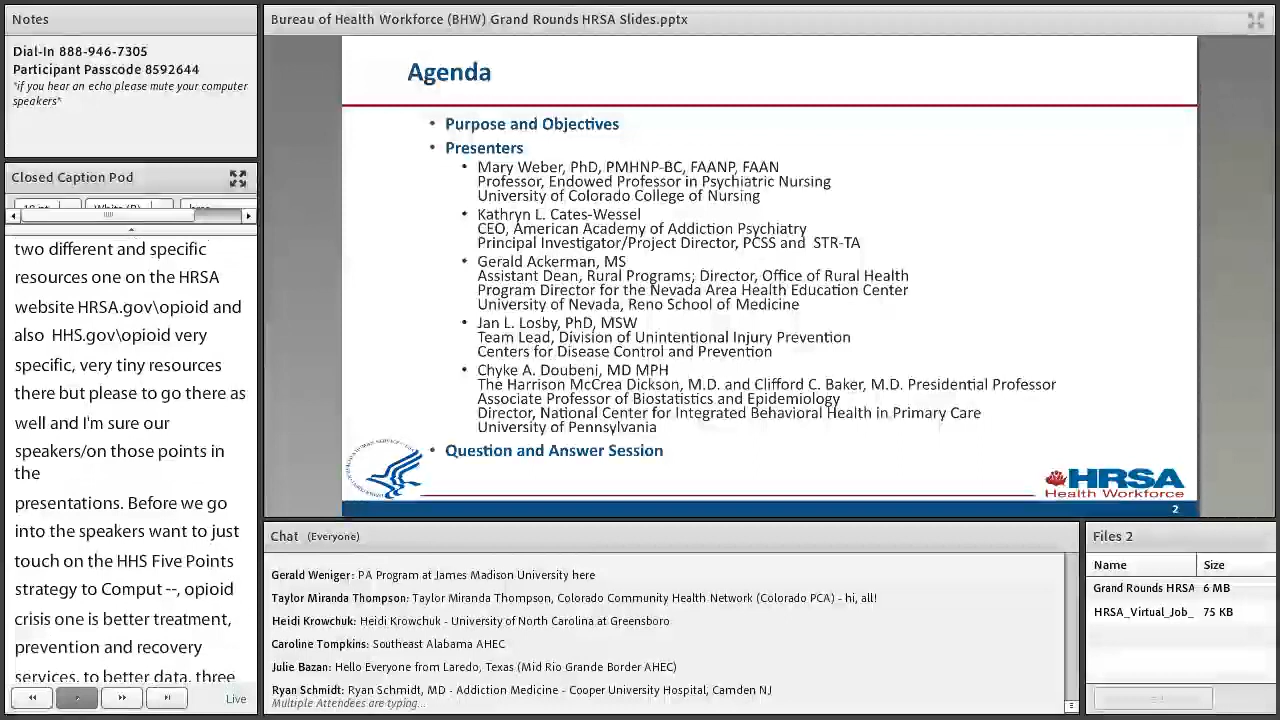 Notes
Dial-In 888-946-7305
Participant Passcode 8592644
*if you hear an echo please mute your computer
speakers*
Closed Caption Pod
two different and specific
resources one on the HRSA
website HRSA.gov\opioid and
also HHS.gov\opioid very
specific, very tiny resources
there but please to go there as
well and I'm sure our
speakers/on those points in
the
presentations. Before we go
into the speakers want to just
touch on the HHS Five Points
strategy to Comput --, opioid
crisis one is better treatment,
prevention and recovery
services, to better data, three
Live
Bureau of Health Workforce (BHW) Grand Rounds HRSA Slides.pptx
Agenda
• Purpose and Objectives
• Presenters
• Mary Weber, PhD, PMHNP-BC, FAANP, FAAN
Professor, Endowed Professor in Psychiatric Nursing
University of Colorado College of Nursing
• Kathryn L. Cates-Wessel
CEO, American Academy of Addiction Psychiatry
Principal Investigator/Project Director, PCSS and STR-TA
• Gerald Ackerman, MS
Assistant Dean, Rural Programs; Director, Office of Rural Health
Program Director for the Nevada Area Health Education Center
University of Nevada, Reno School of Medicine
• Jan L. Losby, PhD, MSW
Team Lead, Division of Unintentional Injury Prevention
Centers for Disease Control and Prevention
• Chyke A. Doubeni, MD MPH
The Harrison McCrea Dickson, M.D. and Clifford C. Baker, M.D. Presidential Professor
Associate Professor of Biostatistics and Epidemiology
Director, National Center for Integrated Behavioral Health in Primary Care
University of Pennsylvania
• Question and Answer Session
HRSA
Health Workforce
2
Chat (Everyone)
Gerald Weniger: PA Program at James Madison University here
Taylor Miranda Thompson: Taylor Miranda Thompson, Colorado Community Health Network (Colorado PCA) - hi, all!
Heidi Krowchuk: Heidi Krowchuk - University of North Carolina at Greensboro
Caroline Tompkins: Southeast Alabama AHEC
Julie Bazan: Hello Everyone from Laredo, Texas (Mid Rio Grande Border AHEC)
Ryan Schmidt: Ryan Schmidt, MD - Addiction Medicine - Cooper University Hospital, Camden NJ
Multiple Attendees are typing...
Files 2
Name Size
Grand Rounds HRSA 6 MB
HRSA_Virtual_Job_ 75 KB